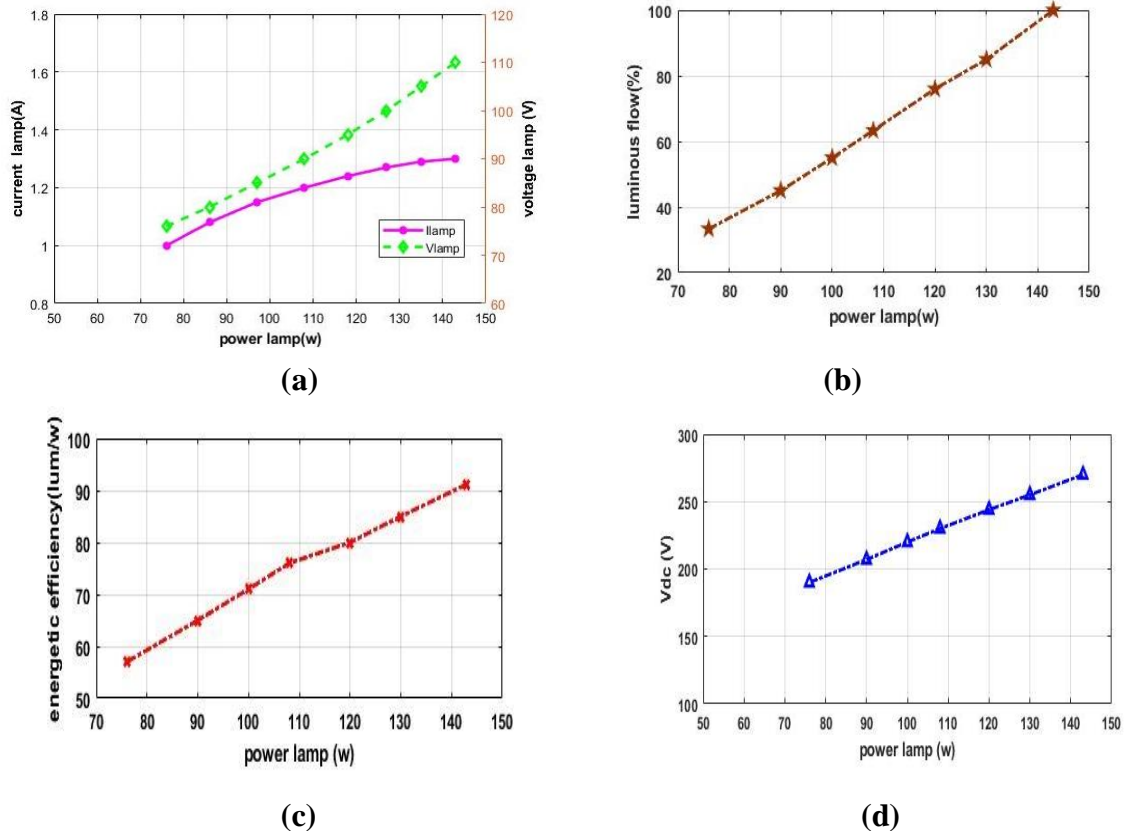 current lamp(A)
1.8
1.6
1.4
1.2
1
0.8
120
110
100
90
80
70
60
voltage lamp (V)
Ilamp
Vlamp
50 60 70 80 90 100 110 120 130 140 150
power lamp(w)
(a)
luminous flow(%)
100
80
60
40
20
70 80 90 100 110 120 130 140 150
power lamp(w)
(b)
energetic efficiency(lum/w)
100
90
80
70
60
50
70 80 90 100 110 120 130 140 150
power lamp (w)
(c)
Vdc (V)
300
250
200
150
100
50 60 70 80 90 100 110 120 130 140 150
power lamp (w)
(d)